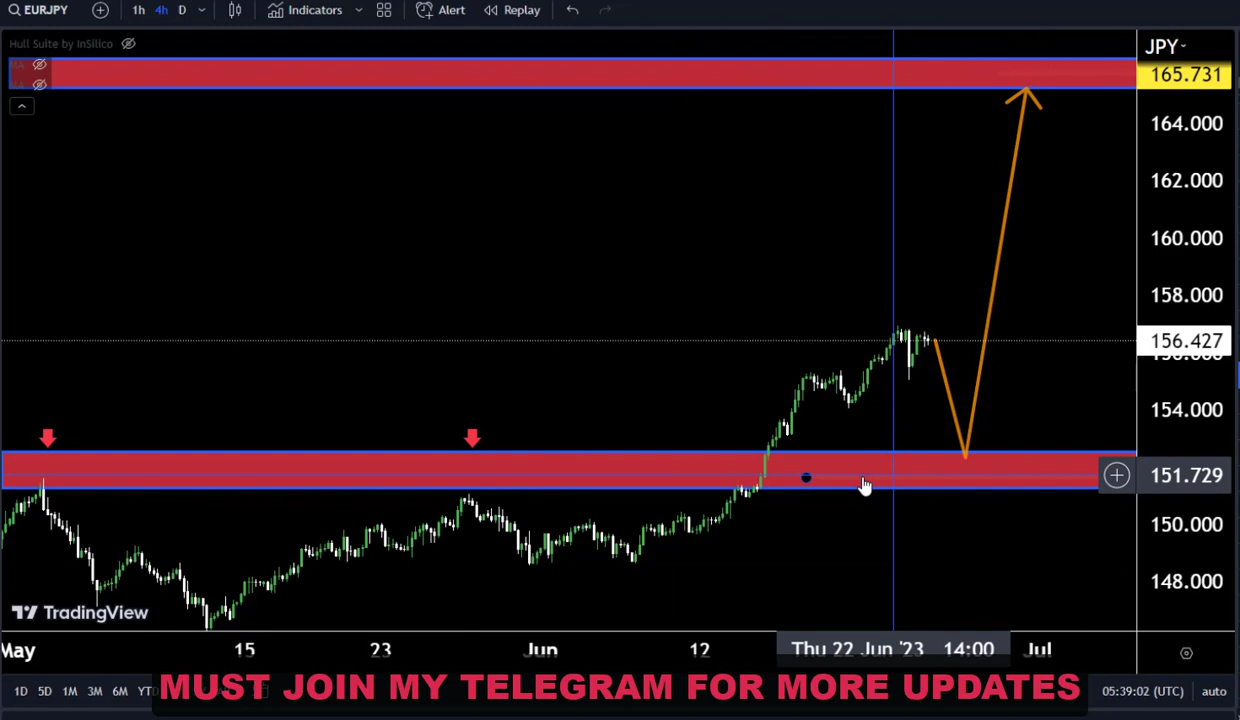 EURJPY 1h 4h D Indicators Alert Replay
Hull Suite by InSilico
JPY
165.731
164.000
162.000
160.000
158.000
156.427
154.000
151.729
150.000
148.000
TradingView
May 15 23 Jun 12 Thu 22 Jun '23 14:00 Jul
1D 5D 1M 3M 6M YTD 05:39:02 (UTC) auto
MUST JOIN MY TELEGRAM FOR MORE UPDATES